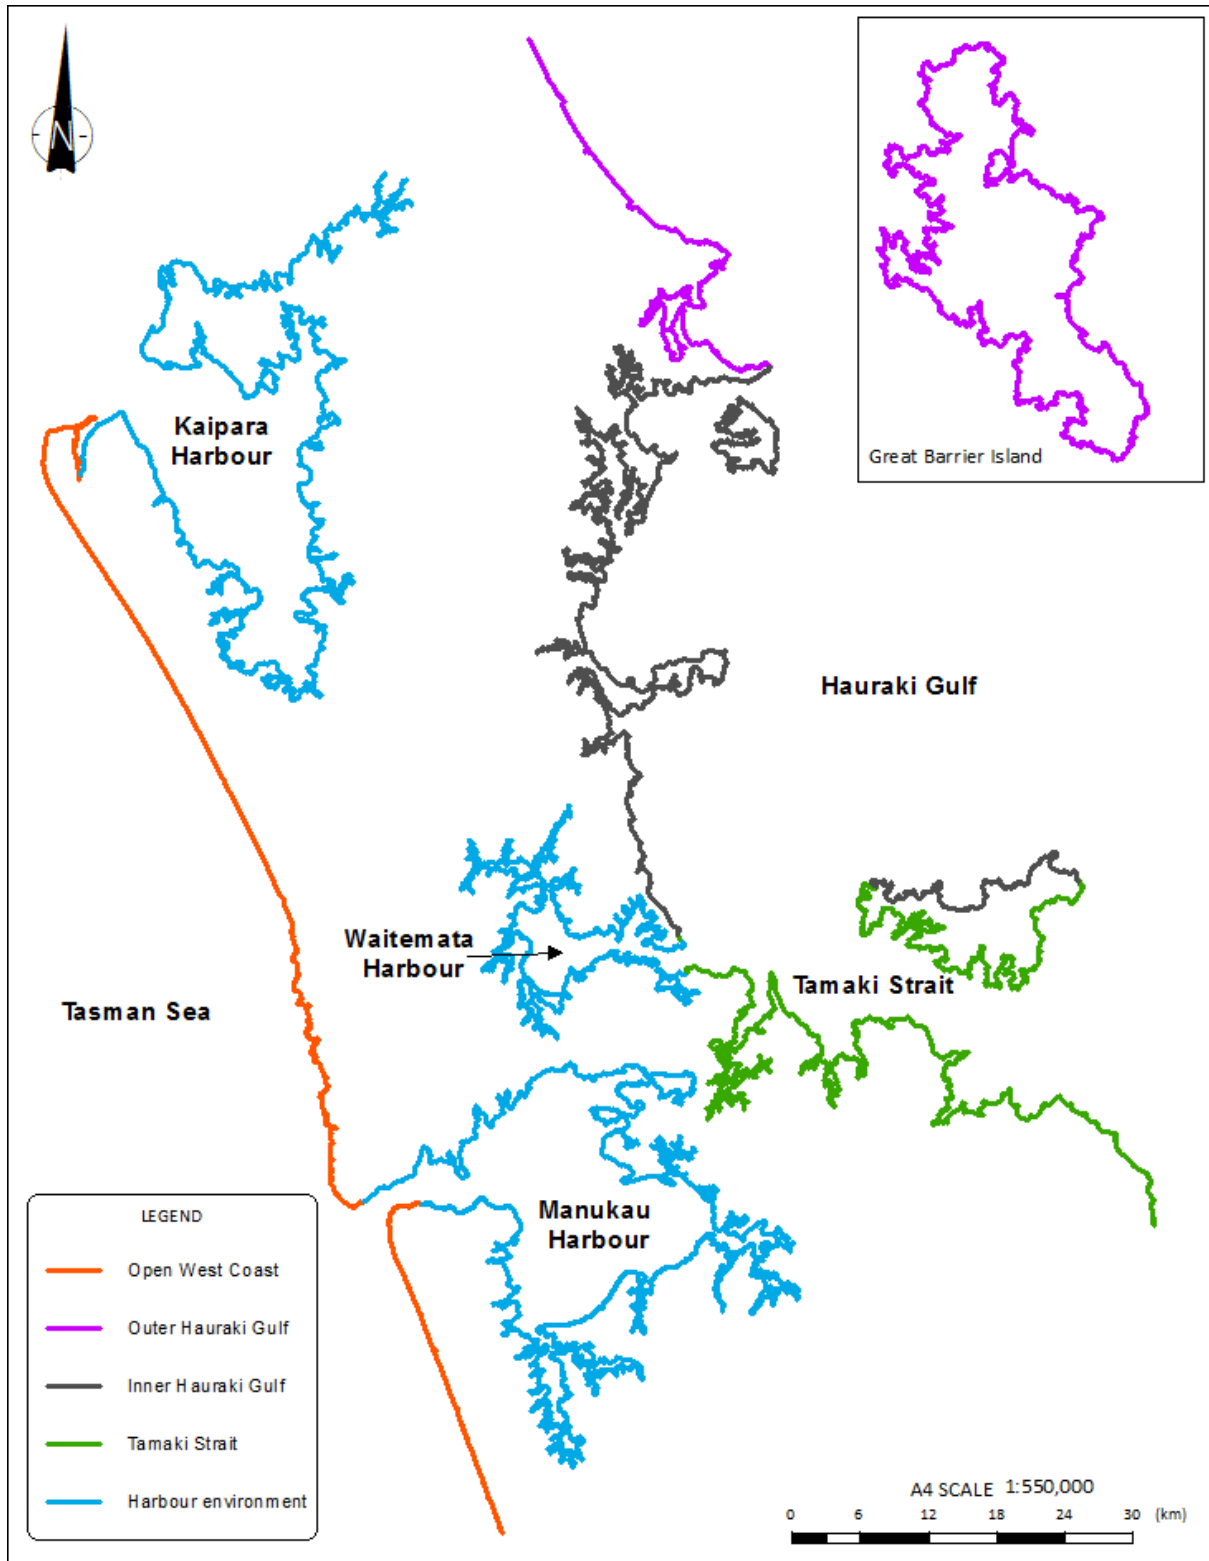 N
Great Barrier Island
Kaipara
Harbour
Hauraki Gulf
Waitemata
Harbour
Tamaki Strait
Tasman Sea
Manukau
Harbour
LEGEND
Open West Coast
Outer Hauraki Gulf
Inner Hauraki Gulf
Tamaki Strait
Harbour environment
A4 SCALE 1:550,000
0 6 12 18 24 30 (km)